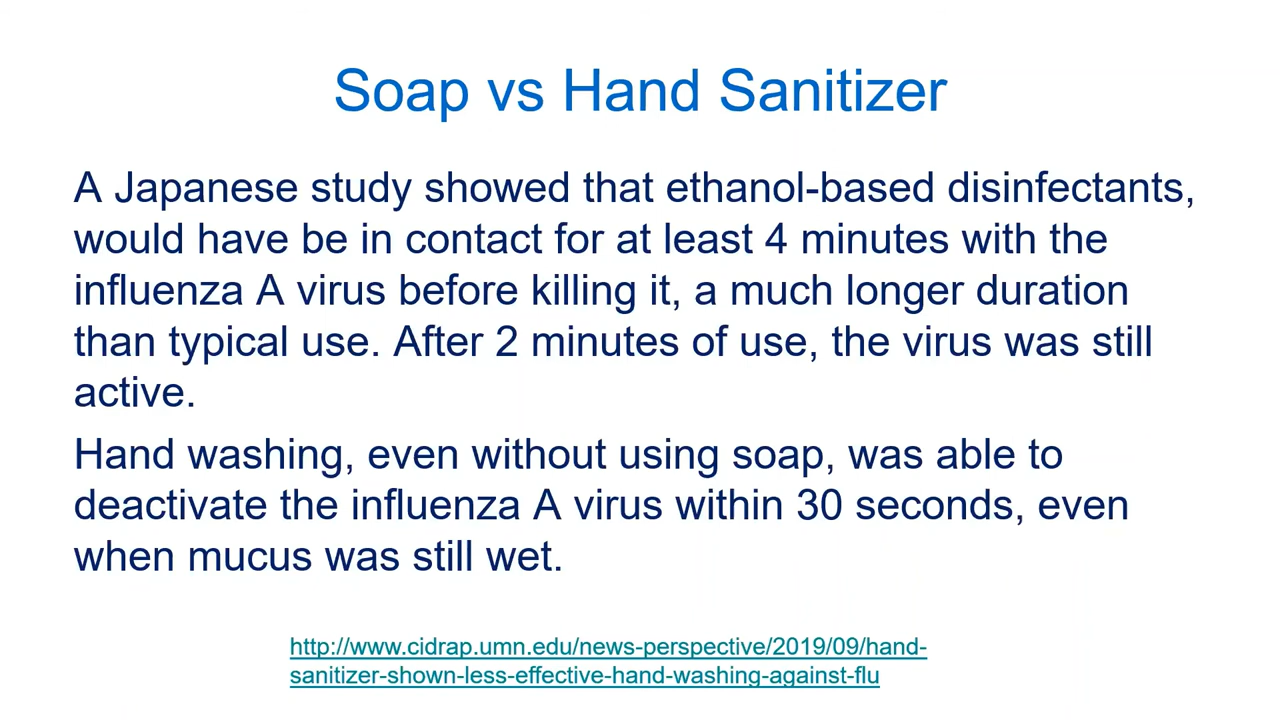 Soap vs Hand Sanitizer
A Japanese study showed that ethanol-based disinfectants,
would have be in contact for at least 4 minutes with the
influenza A virus before killing it, a much longer duration
than typical use. After 2 minutes of use, the virus was still
active.
Hand washing, even without using soap, was able to
deactivate the influenza A virus within 30 seconds, even
when mucus was still wet.
http://www.cidrap.umn.edu/news-perspective/2019/09/hand-
sanitizer-shown-less-effective-hand-washing-against-flu